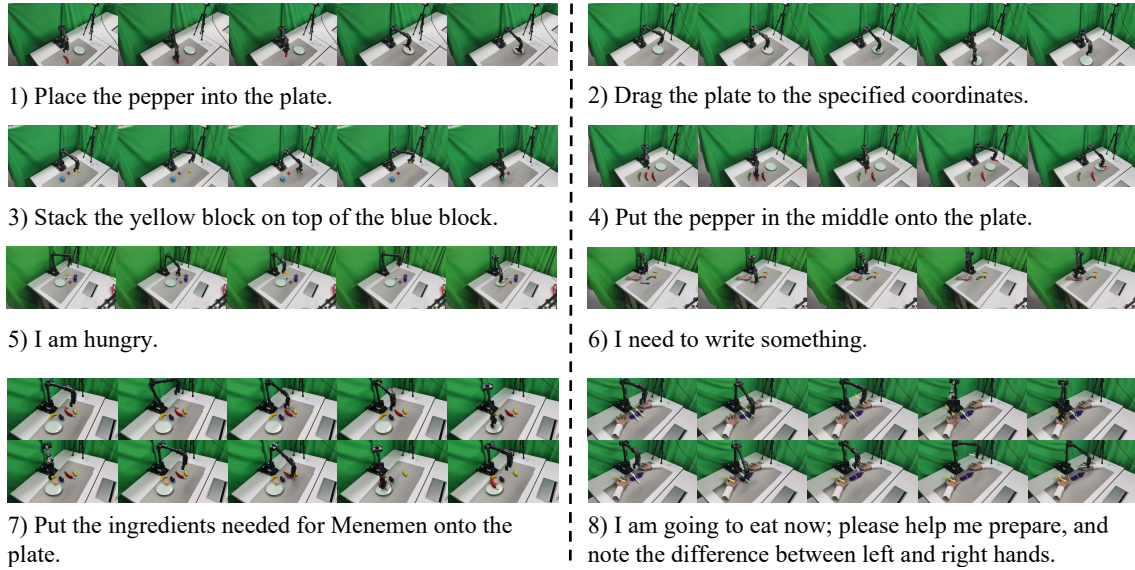 1) Place the pepper into the plate.
2) Drag the plate to the specified coordinates.
3) Stack the yellow block on top of the blue block.
4) Put the pepper in the middle onto the plate.
5) I am hungry.
6) I need to write something.
7) Put the ingredients needed for Menemen onto the
plate.
8) I am going to eat now; please help me prepare, and
note the difference between left and right hands.